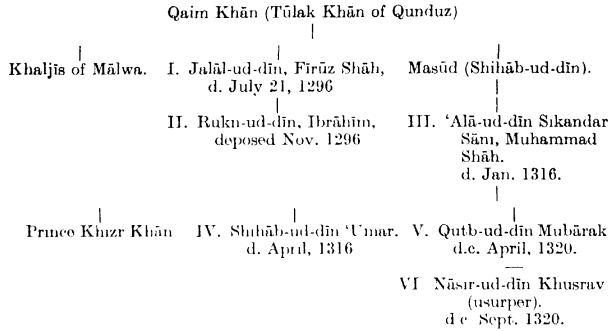 Qaim Khān (Tūlak Khān of Qunduz)
Khaljīs of Mālwa.
I. Jalāl-ud-dīn, Fīrūz Shāh,
d. July 21, 1296
II. Rukn-ud-dīn, Ibrāhīm,
deposed Nov. 1296
Masūd (Shihāb-ud-dīn).
III. ‘Alā-ud-dīn Sikandar
Sānī, Muhammad
Shāh.
d. Jan. 1316.
Prince Khizr Khān
IV. Shihāb-ud-dīn ‘Umar.
d. April, 1316
V. Qutb-ud-dīn Mubārak
d.c. April, 1320.
VI Nāsır-ud-dīn Khusrav
(usurper).
d c Sept. 1320.